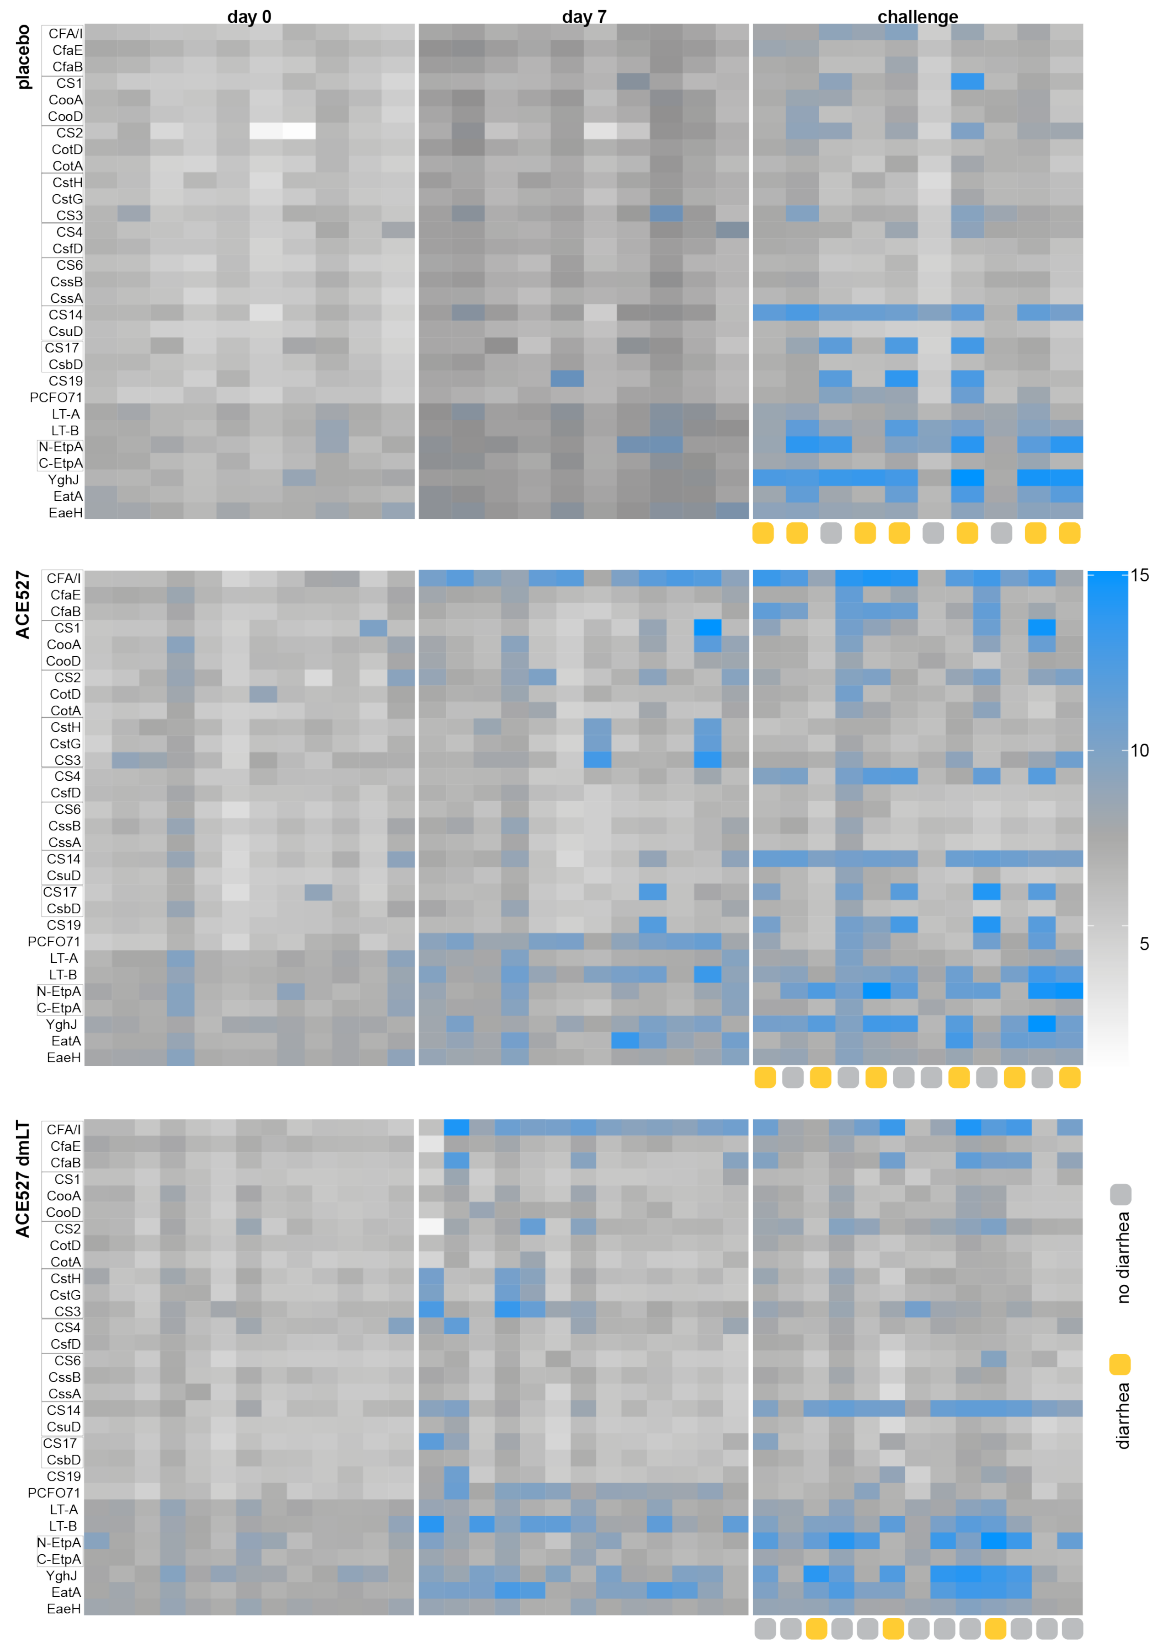 day 0
day 7
challenge
placebo
CFA/I
CfaE
CfaB
CS1
CooA
CooD
CS2
CotD
CotA
CstH
CstG
CS3
CS4
CsfD
CS6
CssB
CssA
CS14
CsuD
CS17
CsbD
CS19
PCFO71
LT-A
LT-B
N-EtpA
C-EtpA
YghJ
EatA
EaeH
ACE527
CFA/I
CfaE
CfaB
CS1
CooA
CooD
CS2
CotD
CotA
CstH
CstG
CS3
CS4
CsfD
CS6
CssB
CssA
CS14
CsuD
CS17
CsbD
CS19
PCFO71
LT-A
LT-B
N-EtpA
C-EtpA
YghJ
EatA
EaeH
15
10
5
ACE527 dmLT
CFA/I
CfaE
CfaB
CS1
CooA
CooD
CS2
CotD
CotA
CstH
CstG
CS3
CS4
CsfD
CS6
CssB
CssA
CS14
CsuD
CS17
CsbD
CS19
PCFO71
LT-A
LT-B
N-EtpA
C-EtpA
YghJ
EatA
EaeH
no diarrhea
diarrhea